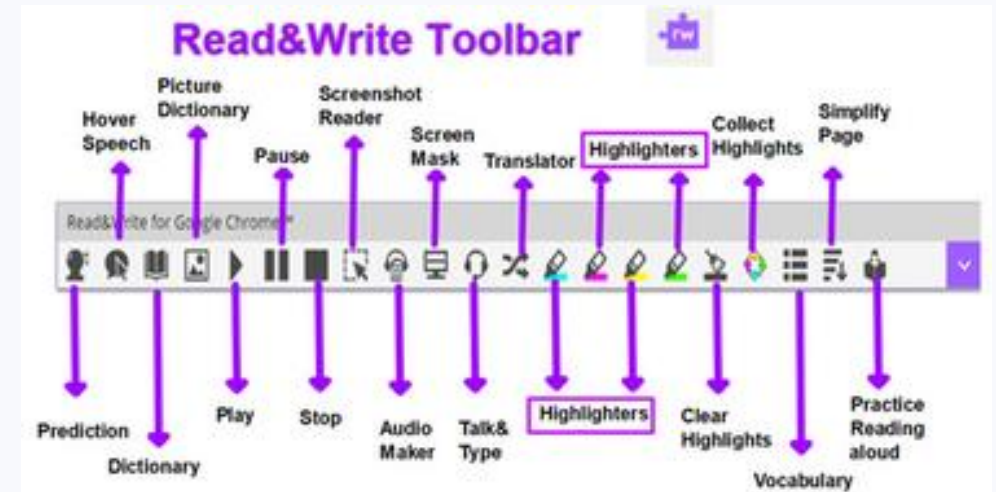 Read&Write Toolbar
rw
Picture
Dictionary
Hover
Speech
Pause
Screenshot
Reader
Screen
Mask
Translator
Highlighters
Collect
Highlights
Simplify
Page
Read&Write for Google Chrome™
Prediction
Dictionary
Play
Stop
Audio
Maker
Talk&
Type
Highlighters
Clear
Highlights
Vocabulary
Practice
Reading
aloud